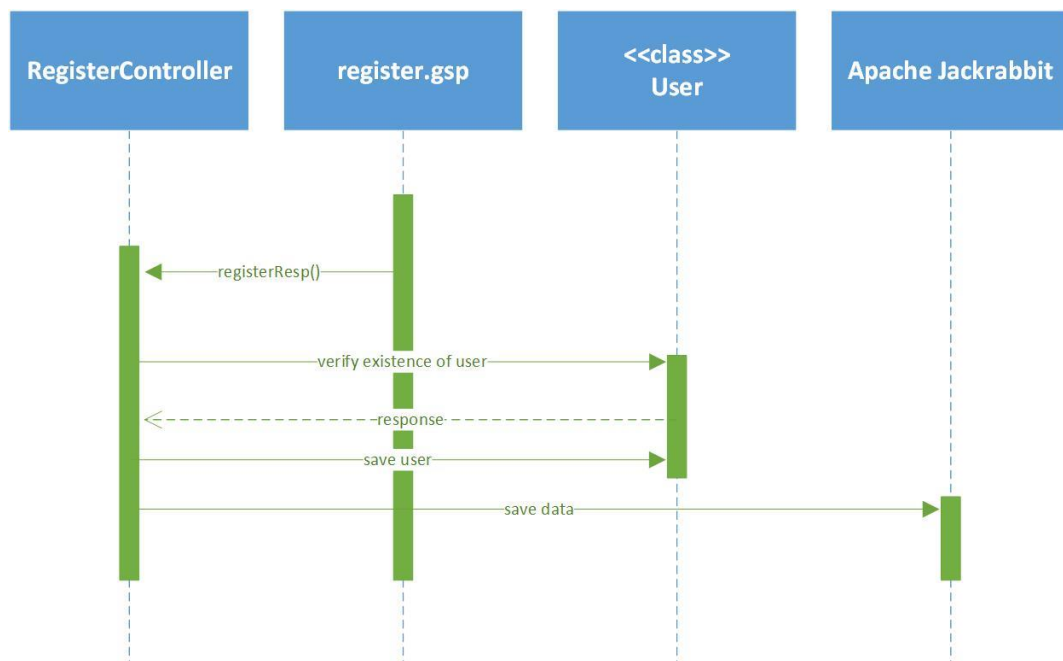 RegisterController
register.gsp
<<class>>
User
Apache Jackrabbit
registerResp()
verify existence of user
response
save user
save data